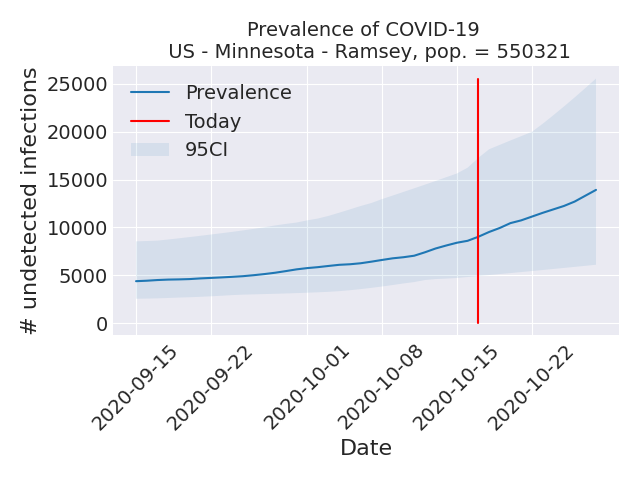 Prevalence of COVID-19
US - Minnesota - Ramsey, pop. = 550321
# undetected infections
25000
20000
15000
10000
5000
0
Prevalence
Today
95CI
2020-09-15
2020-09-22
2020-10-01
2020-10-08
2020-10-15
2020-10-22
Date